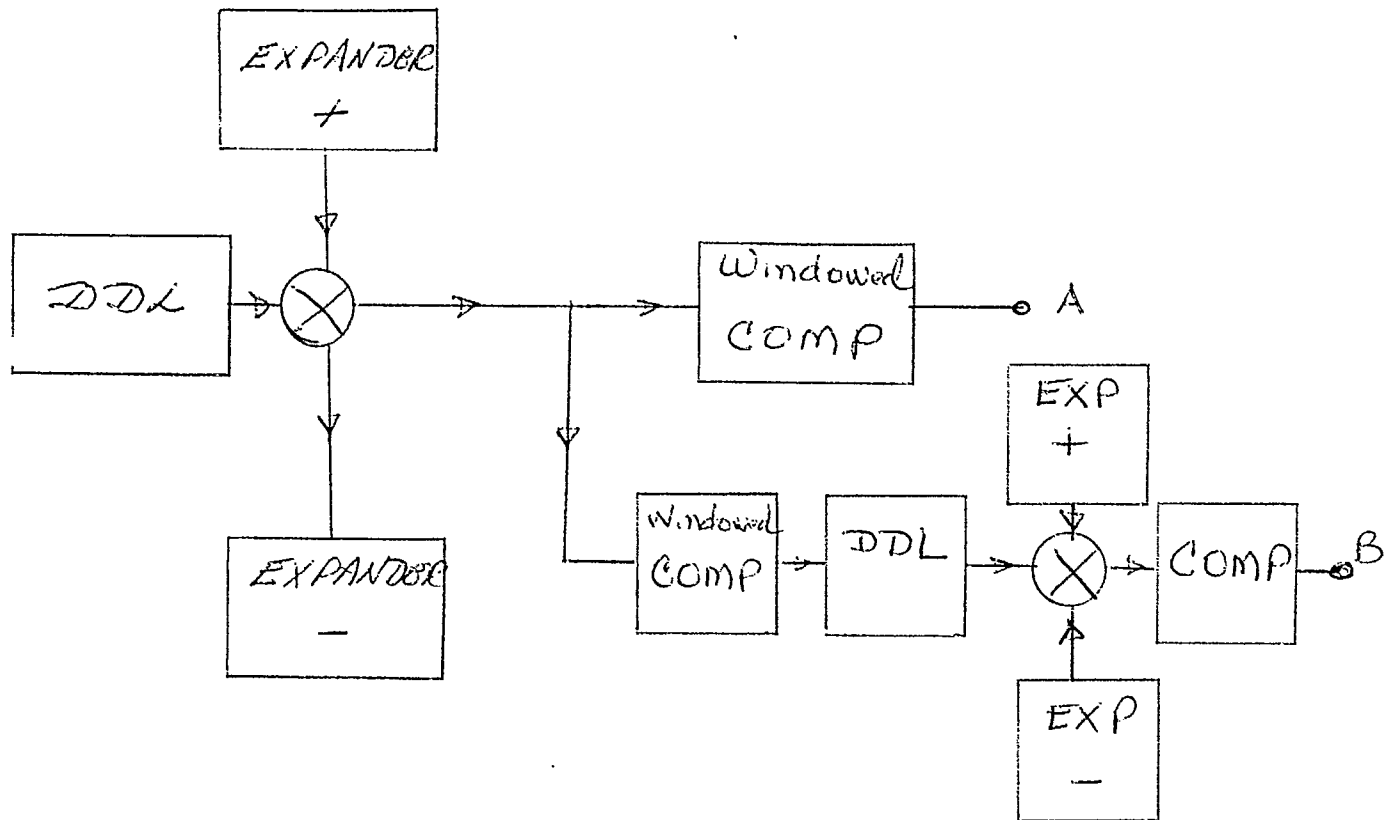 EXPANDER
+
DDL
Windowed
COMP
A
EXP
+
Windowed
COMP
DDL
COMP
B
EXPANDER
-
EXP
-